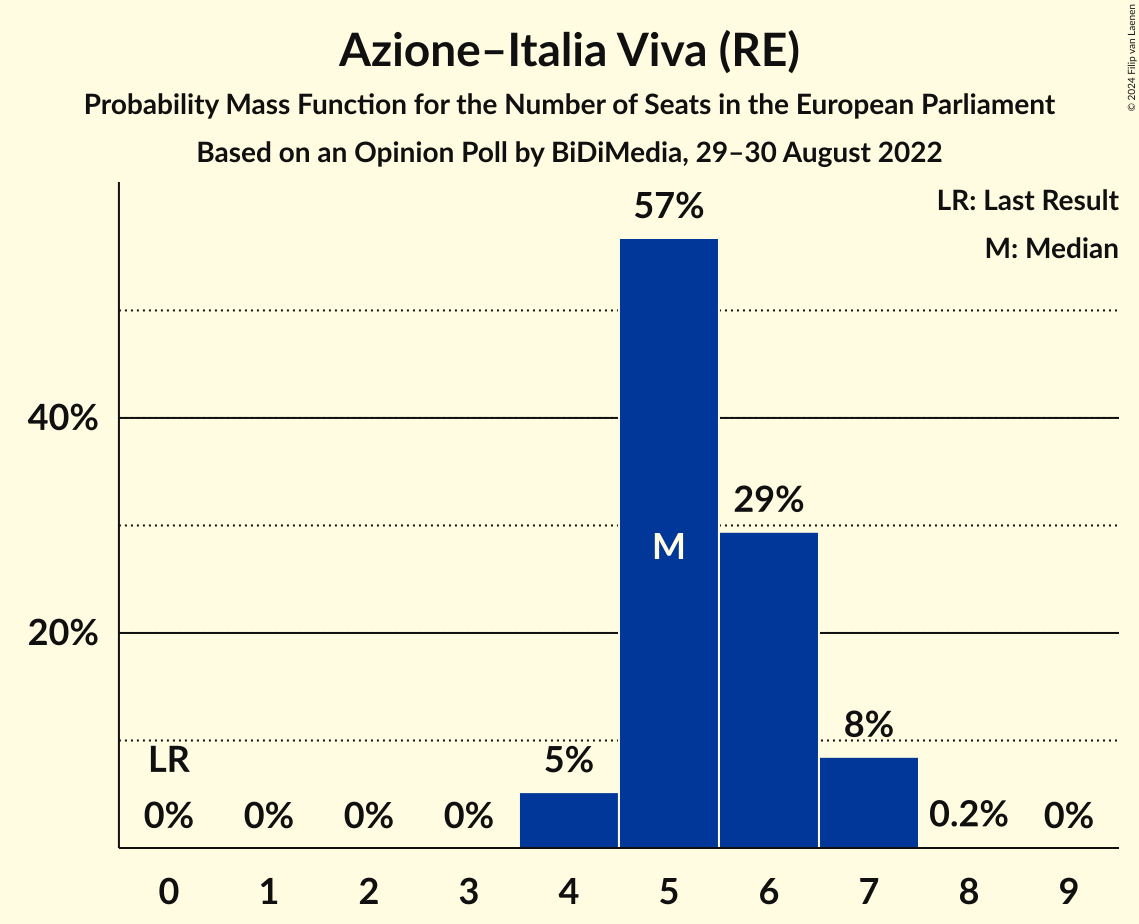 Azione–Italia Viva (RE)
Probability Mass Function for the Number of Seats in the European Parliament
Based on an Opinion Poll by BiDiMedia, 29–30 August 2022
© 2024 Filip van Laenen
LR: Last Result
M: Median
57%
40%
29%
M
20%
8%
LR
5%
0% 0% 0% 0% 0.2% 0%
0 1 2 3 4 5 6 7 8 9